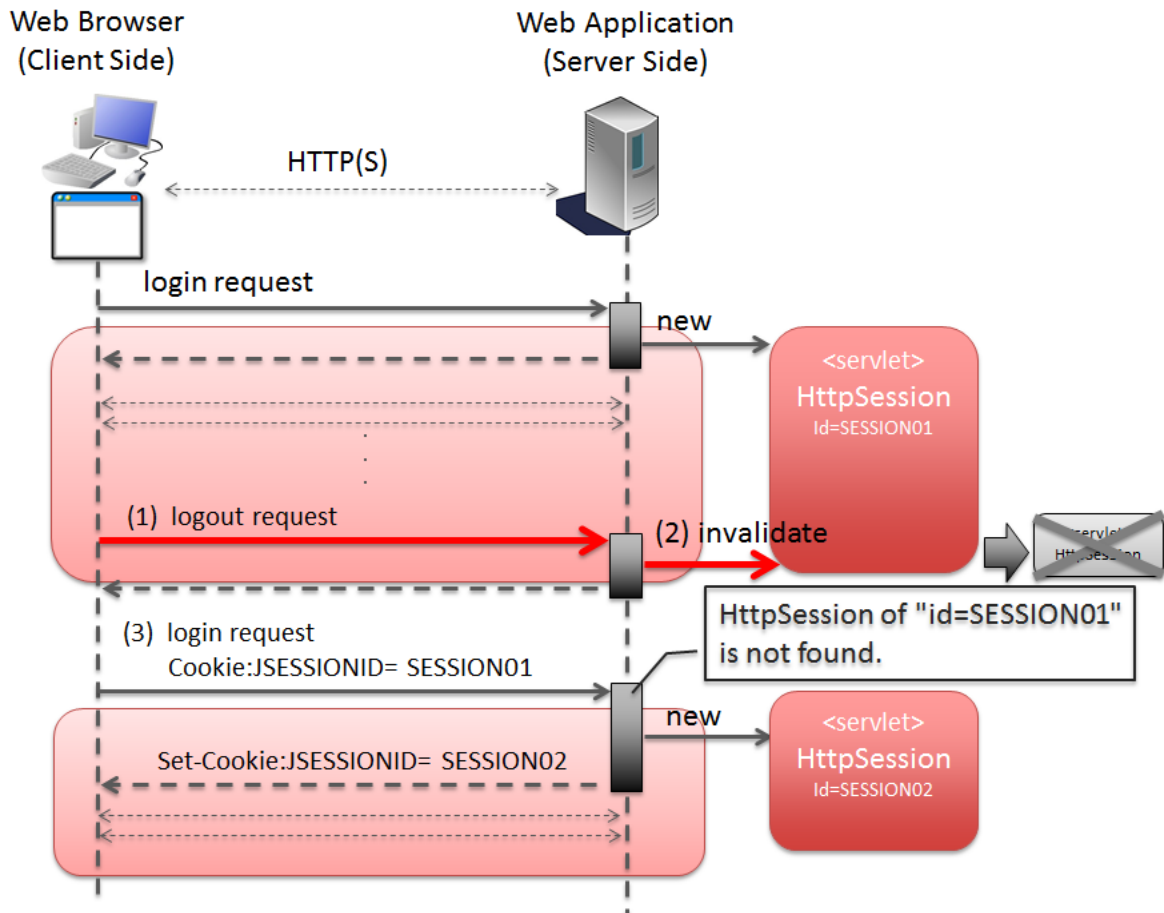 Web Browser
(Client Side)
Web Application
(Server Side)
HTTP(S)
login request
new
<servlet>
HttpSession
Id=SESSION01
.
.
.
(1) logout request
(2) invalidate
HttpSession
HttpSession of "id=SESSION01"
is not found.
(3) login request
Cookie:JSESSIONID= SESSION01
new
<servlet>
HttpSession
Id=SESSION02
Set-Cookie:JSESSIONID= SESSION02